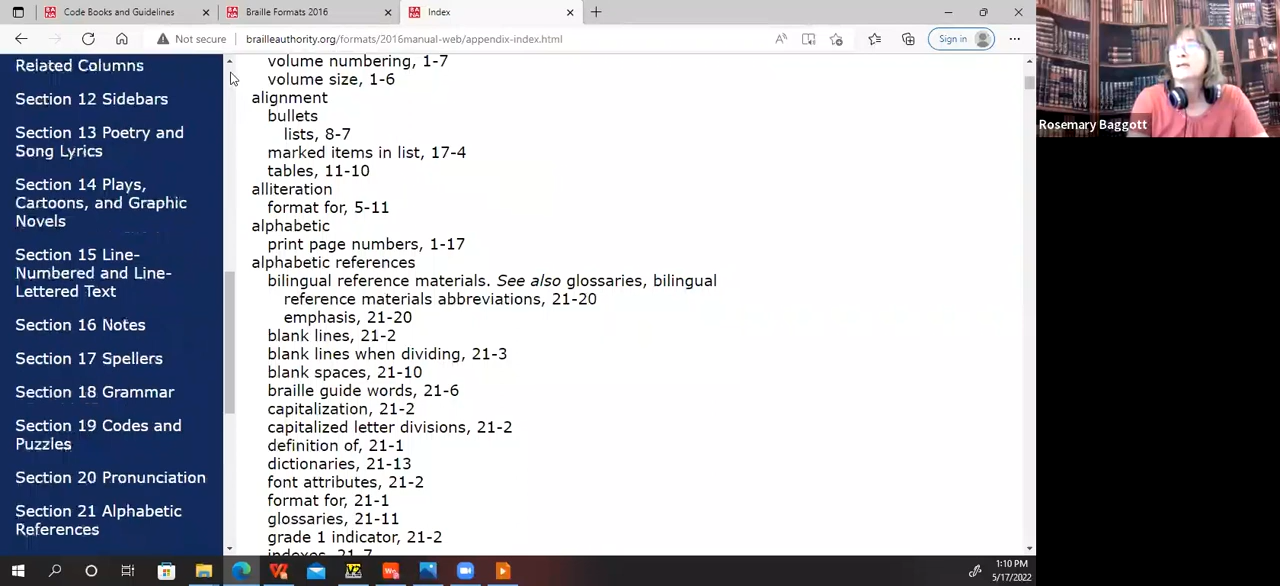 Code Books and Guidelines
Braille Formats 2016
Index
Not secure
brailleauthority.org/formats/2016manual-web/appendix-index.html
Sign in
Related Columns
Section 12 Sidebars
Section 13 Poetry and
Song Lyrics
Section 14 Plays,
Cartoons, and Graphic
Novels
Section 15 Line-
Numbered and Line-
Lettered Text
Section 16 Notes
Section 17 Spellers
Section 18 Grammar
Section 19 Codes and
Puzzles
Section 20 Pronunciation
Section 21 Alphabetic
References
volume numbering, 1-7
volume size, 1-6
alignment
bullets
lists, 8-7
marked items in list, 17-4
tables, 11-10
alliteration
format for, 5-11
alphabetic
print page numbers, 1-17
alphabetic references
bilingual reference materials. See also glossaries, bilingual
reference materials abbreviations, 21-20
emphasis, 21-20
blank lines, 21-2
blank lines when dividing, 21-3
blank spaces, 21-10
braille guide words, 21-6
capitalization, 21-2
capitalized letter divisions, 21-2
definition of, 21-1
dictionaries, 21-13
font attributes, 21-2
format for, 21-1
glossaries, 21-11
grade 1 indicator, 21-2
indexes, 21-7
Rosemary Baggott
1:10 PM
5/17/2022